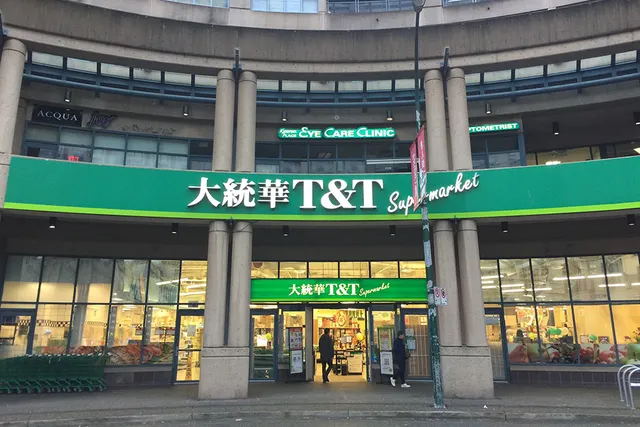 ACQUA
EYE CARE CLINIC
OPTOMETRIST
大統華 T&T Supermarket
大統華 T&T Supermarket